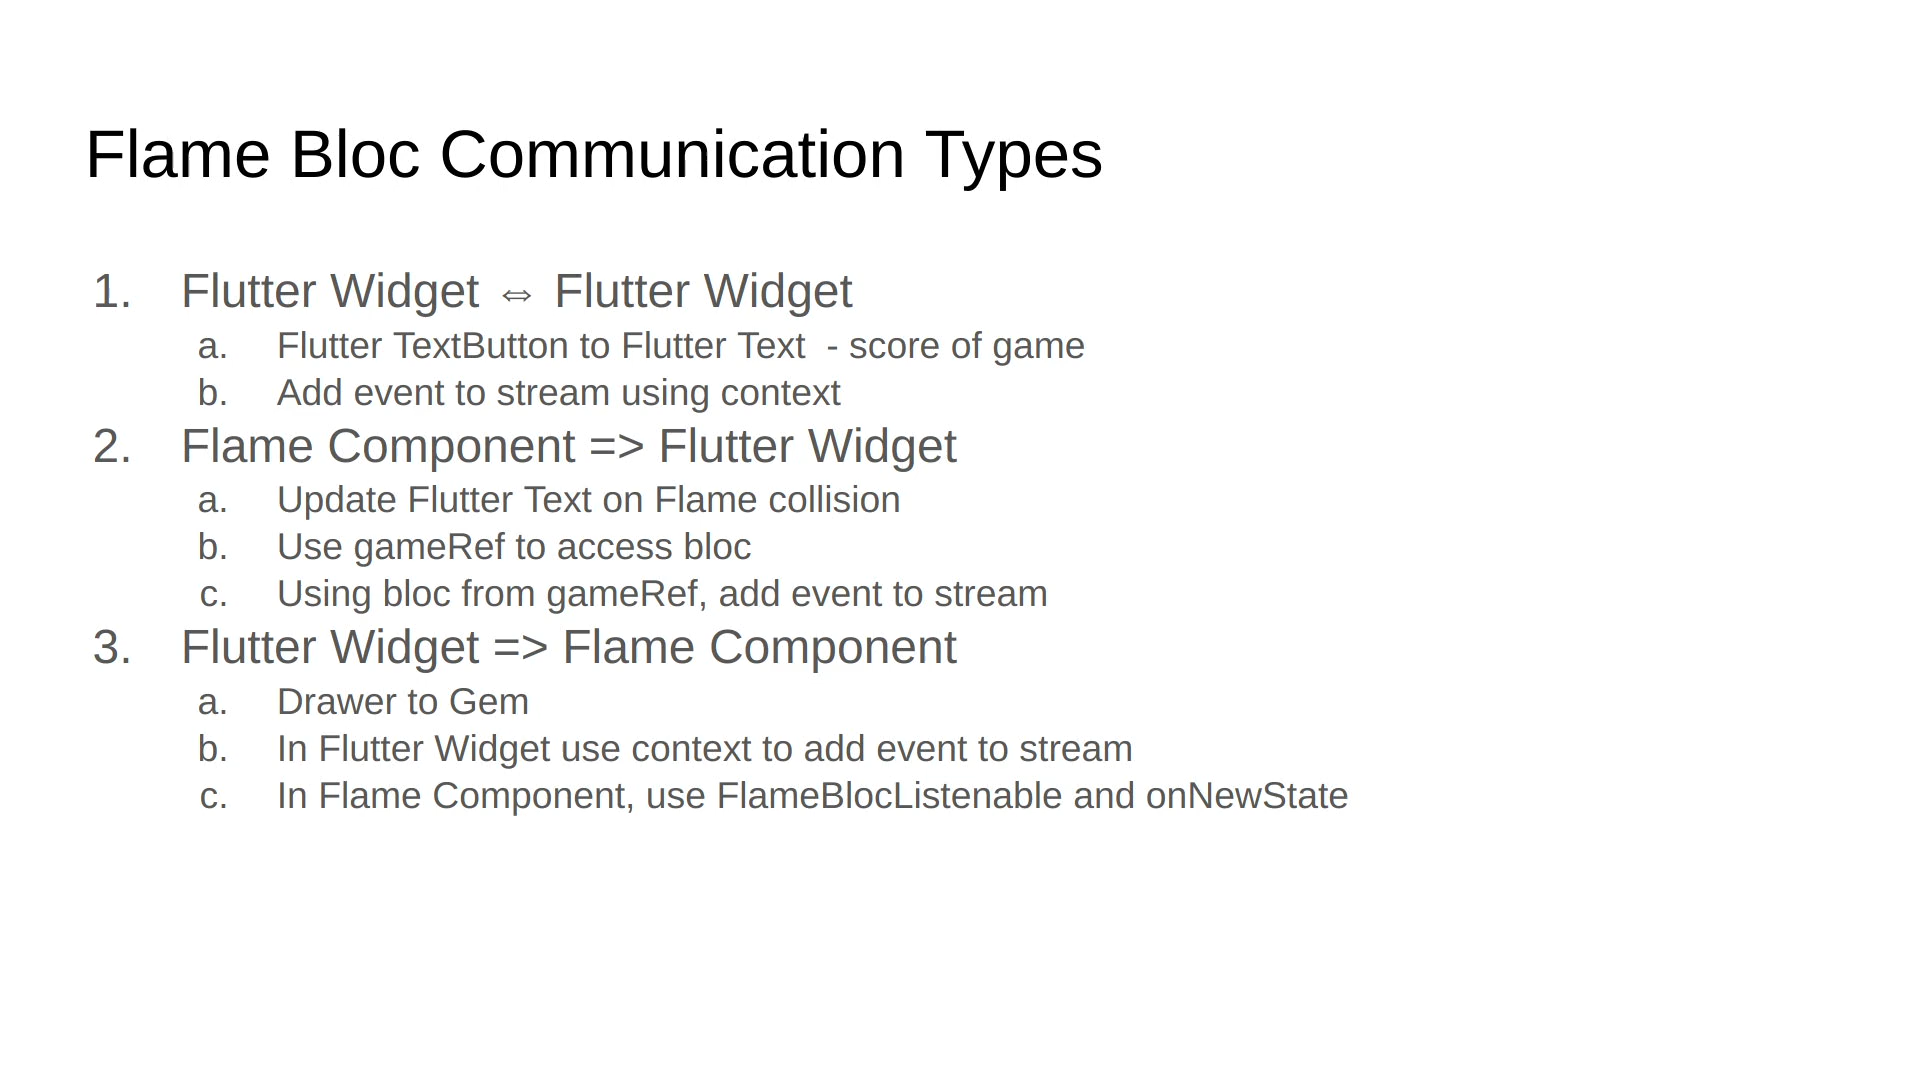 Flame Bloc Communication Types
1. Flutter Widget ⇔ Flutter Widget
a. Flutter TextButton to Flutter Text  - score of game
b. Add event to stream using context
2. Flame Component => Flutter Widget
a. Update Flutter Text on Flame collision
b. Use gameRef to access bloc
c. Using bloc from gameRef, add event to stream
3. Flutter Widget => Flame Component
a. Drawer to Gem
b. In Flutter Widget use context to add event to stream
c. In Flame Component, use FlameBlocListenable and onNewState